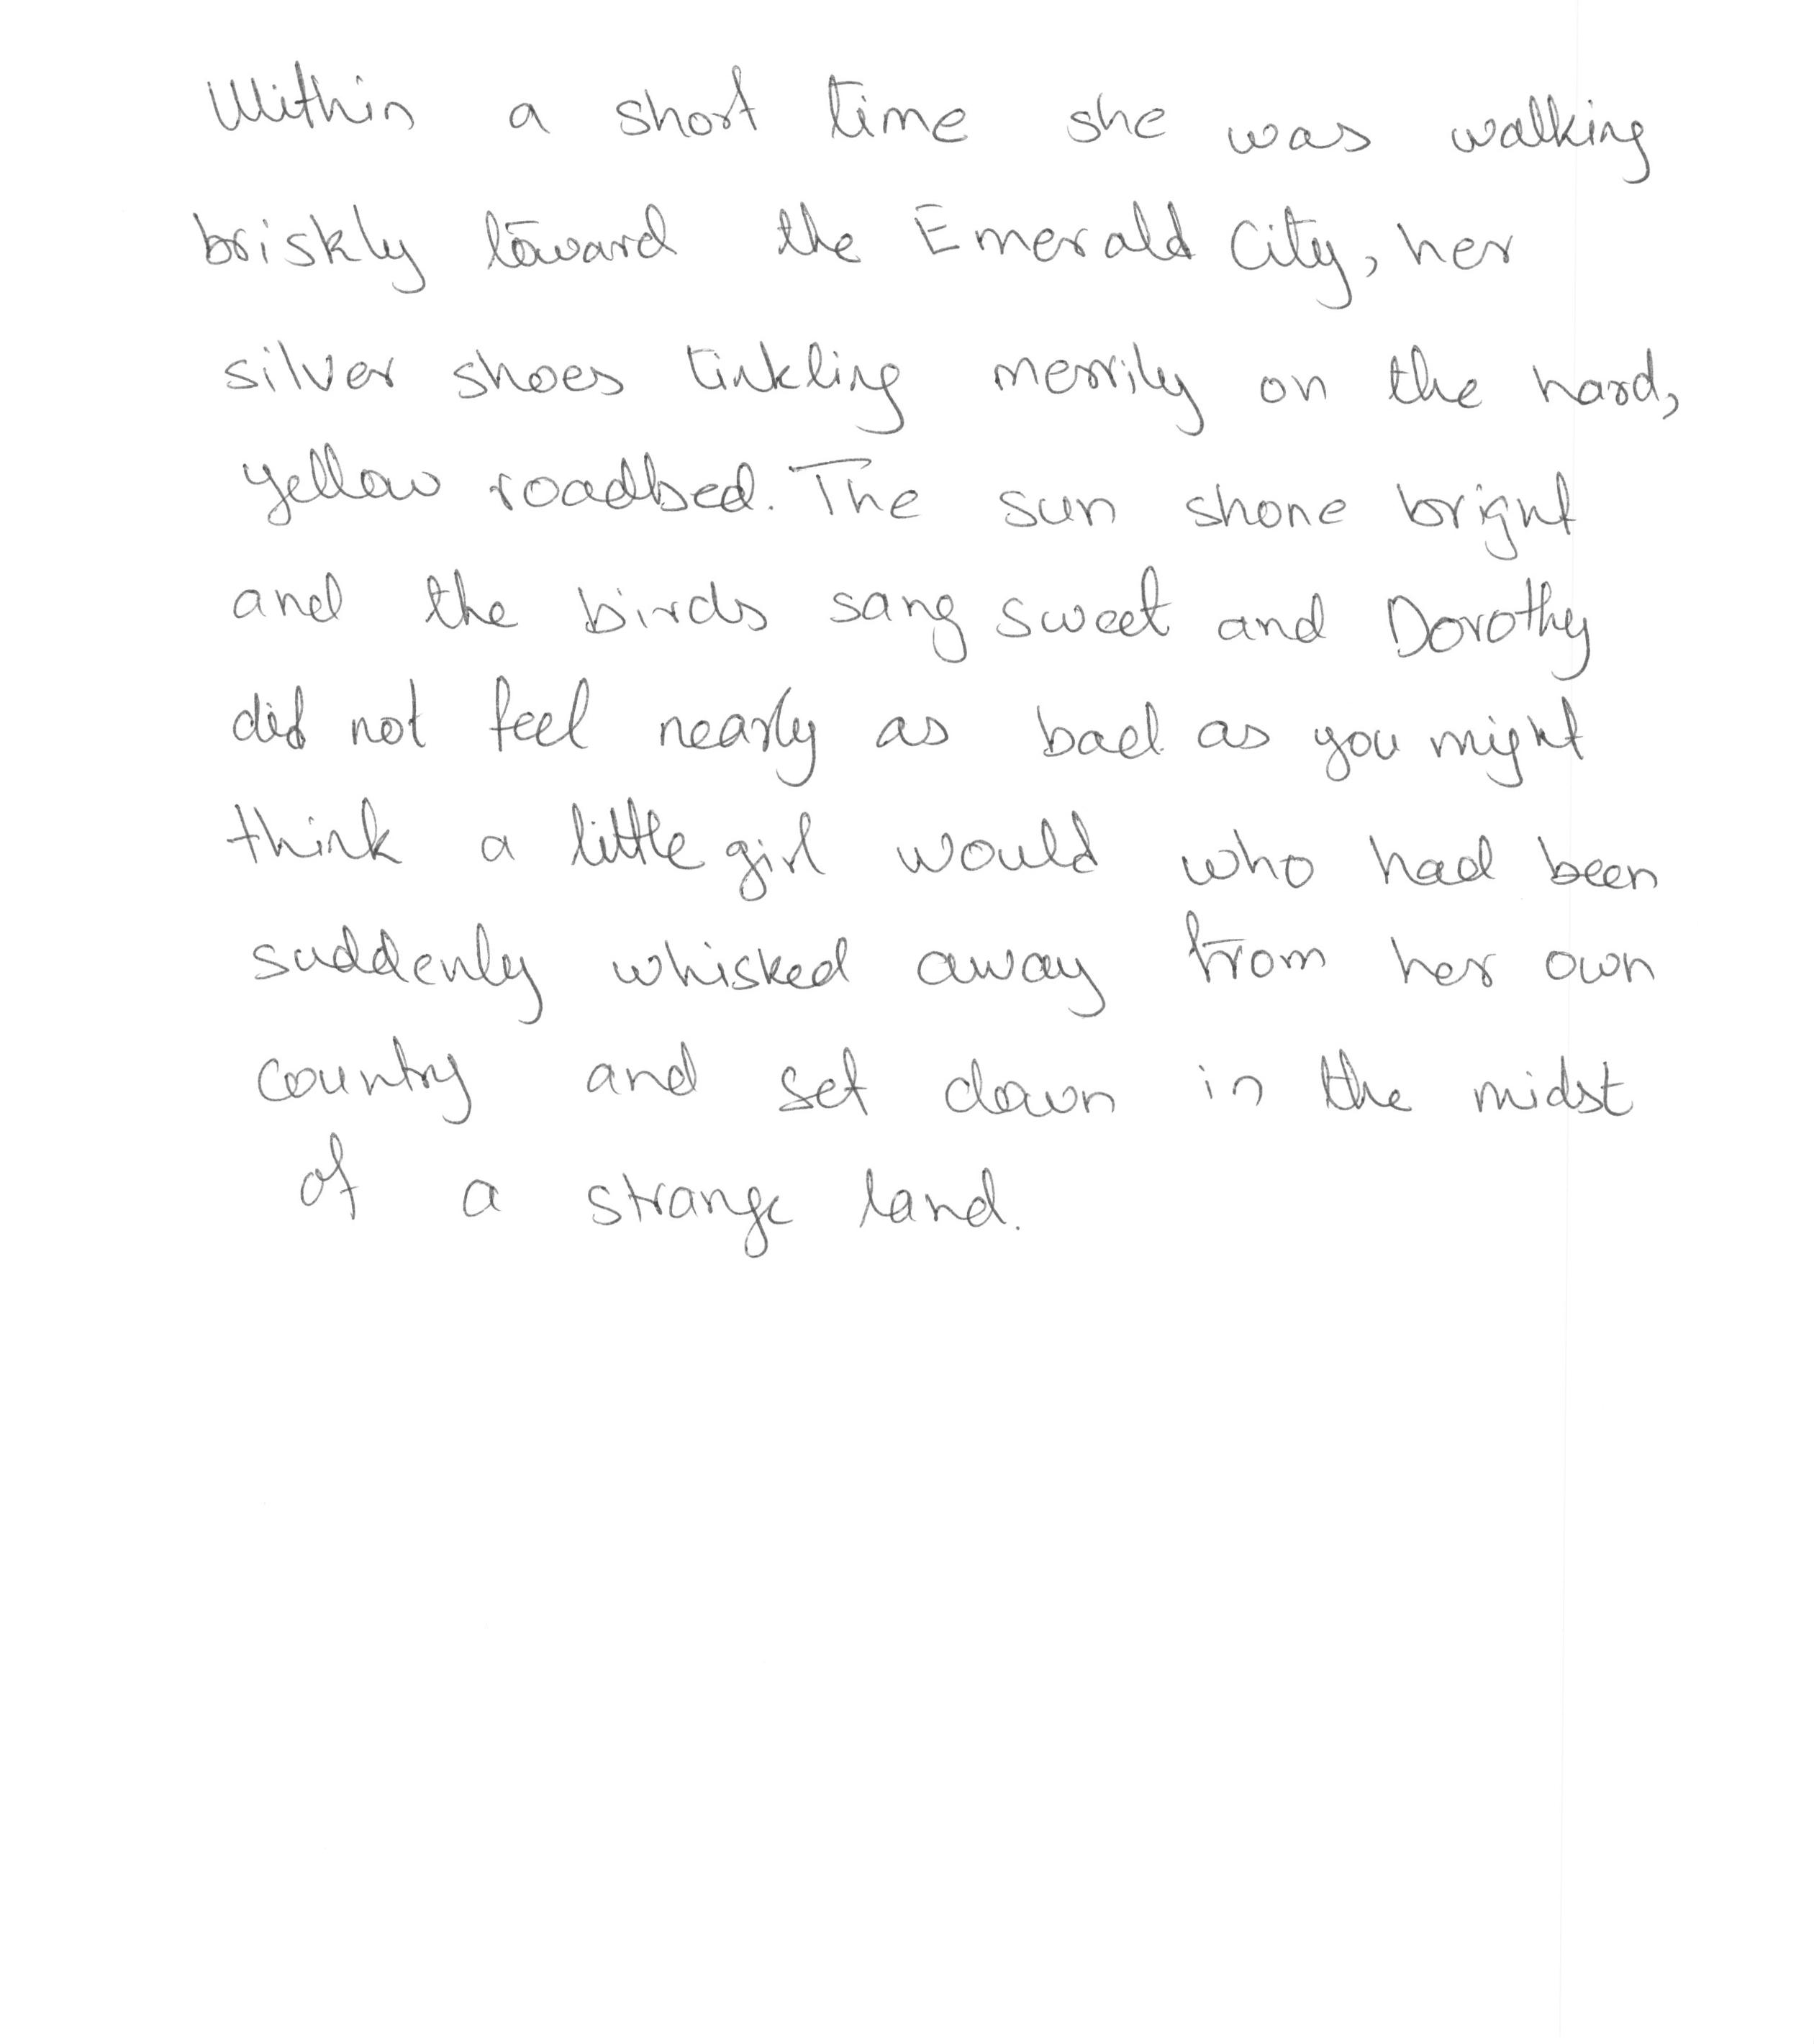 Within a short time she was walking
briskly toward the Emerald City, her
silver shoes tinkling merrily on the hard,
yellow roadbed. The sun shone bright
and the birds sang sweet and Dorothy
did not feel nearly as bad as you might
think a little girl would who had been
suddenly whisked away from her own
country and set down in the midst
of a strange land.